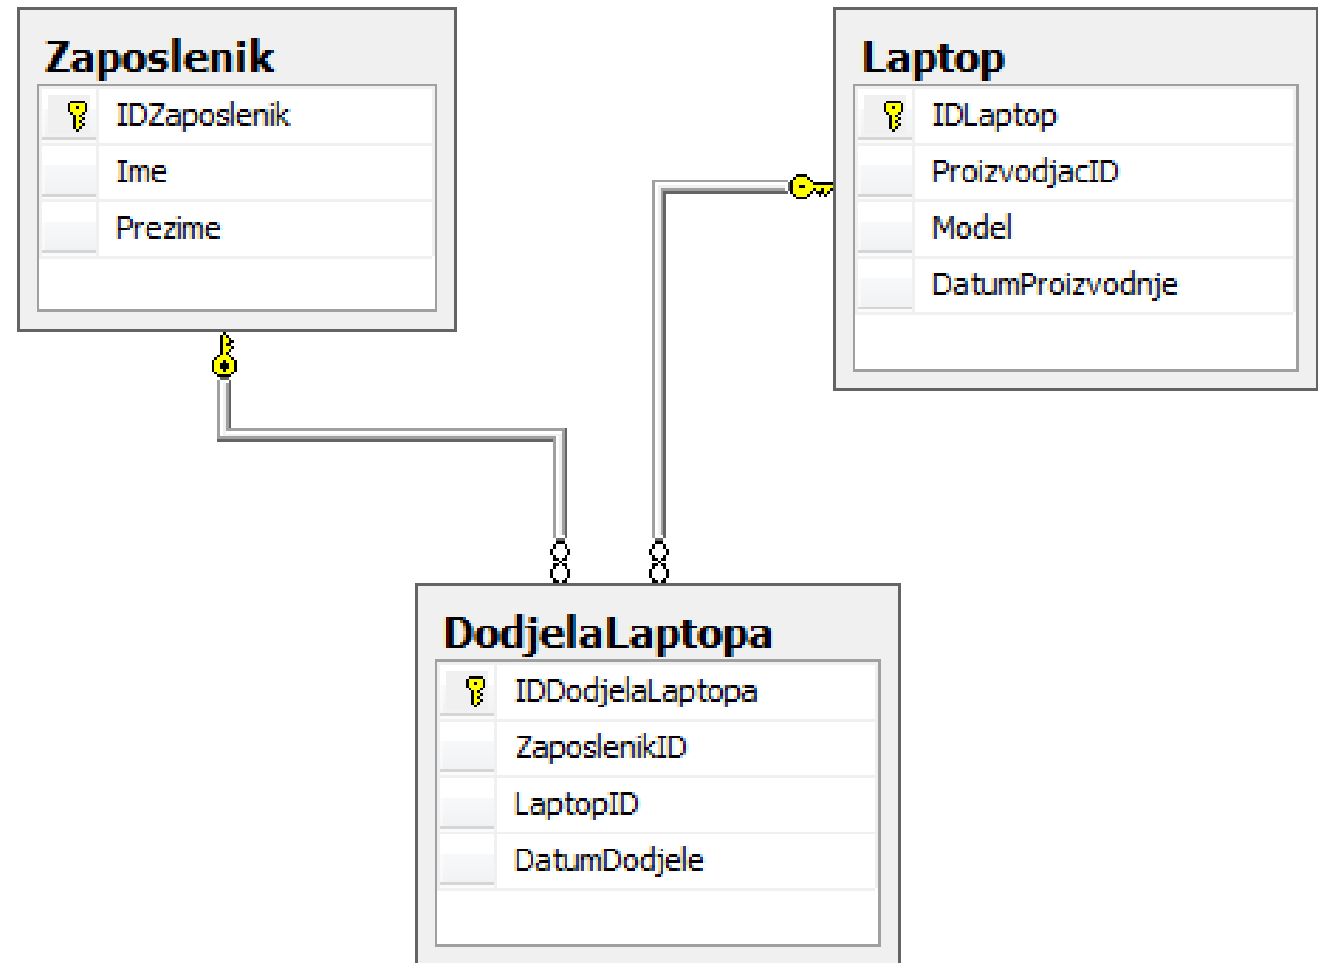 Zaposlenik
IDZaposlenik
Ime
Prezime
Laptop
IDLaptop
ProizvodjacID
Model
DatumProizvodnje
DodjelaLaptopa
IDDodjelaLaptopa
ZaposlenikID
LaptopID
DatumDodjele